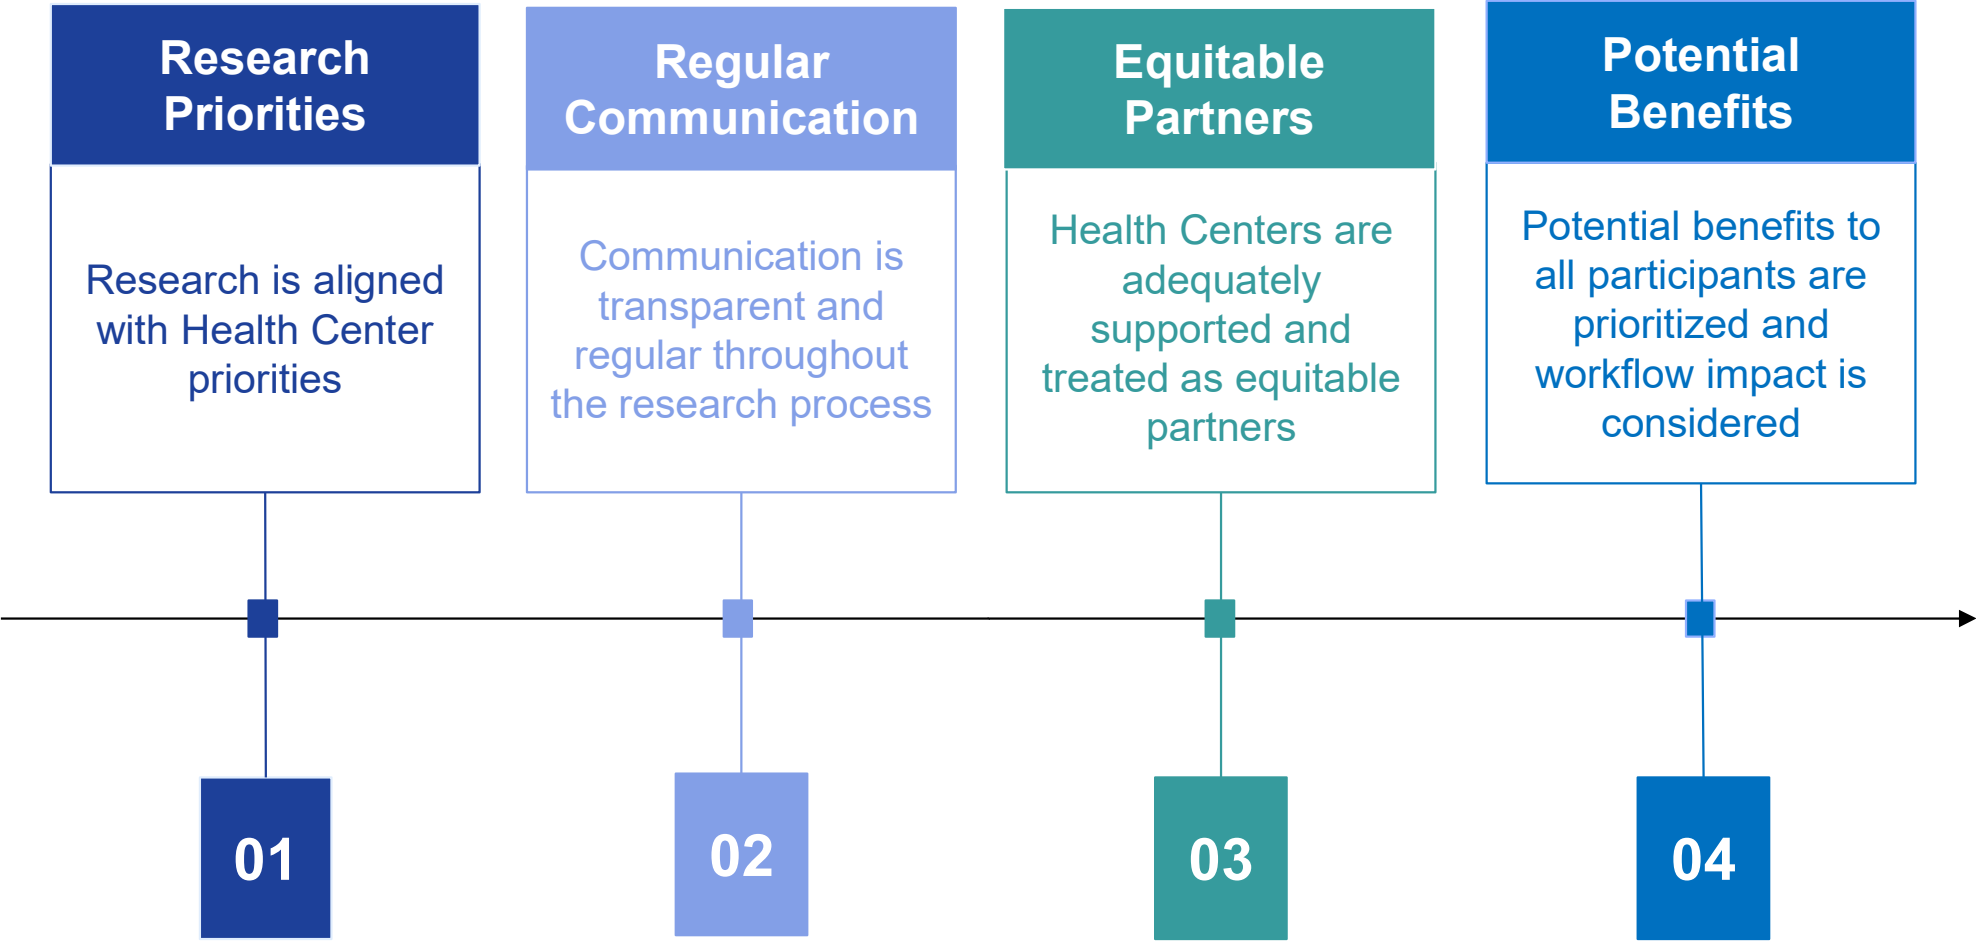 Research
Priorities
Research is aligned
with Health Center
priorities
01
Regular
Communication
Communication is
transparent and
regular throughout
the research process
02
Equitable
Partners
Health Centers are
adequately
supported and
treated as equitable
partners
03
Potential
Benefits
Potential benefits to
all participants are
prioritized and
workflow impact is
considered
04